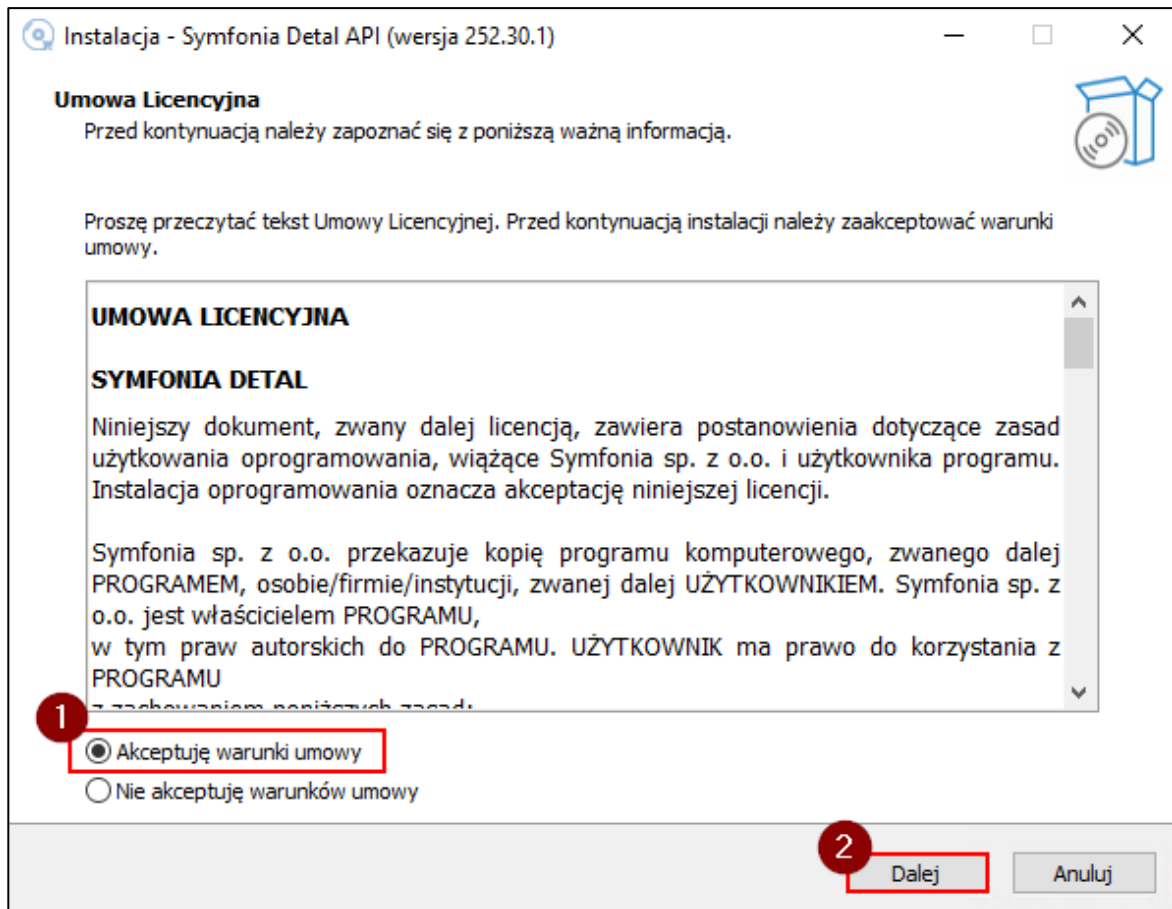 Instalacja - Symfonia Detal API (wersja 252.30.1)
Umowa Licencyjna
Przed kontynuacją należy zapoznać się z poniższą ważną informacją.
Proszę przeczytać tekst Umowy Licencyjnej. Przed kontynuacją instalacji należy zaakceptować warunki
umowy.
UMOWA LICENCYJNA
SYMFONIA DETAL
Niniejszy dokument, zwany dalej licencją, zawiera postanowienia dotyczące zasad
użytkowania oprogramowania, wiążące Symfonia sp. z o.o. i użytkownika programu.
Instalacja oprogramowania oznacza akceptację niniejszej licencji.
Symfonia sp. z o.o. przekazuje kopię programu komputerowego, zwanego dalej
PROGRAMEM, osobie/firmie/instytucji, zwanej dalej UŻYTKOWNIKIEM. Symfonia sp. z
o.o. jest właścicielem PROGRAMU,
w tym praw autorskich do PROGRAMU. UŻYTKOWNIK ma prawo do korzystania z
PROGRAMU
z zachowaniem poniższych zasad:
1
Akceptuję warunki umowy
Nie akceptuję warunków umowy
2
Dalej
Anuluj